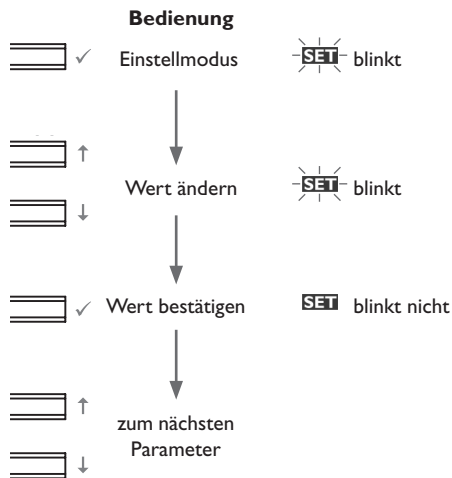 Bedienung
✓ Einstellmodus SET blinkt
↑
Wert ändern SET blinkt
↓
✓ Wert bestätigen SET blinkt nicht
↑
zum nächsten
Parameter
↓